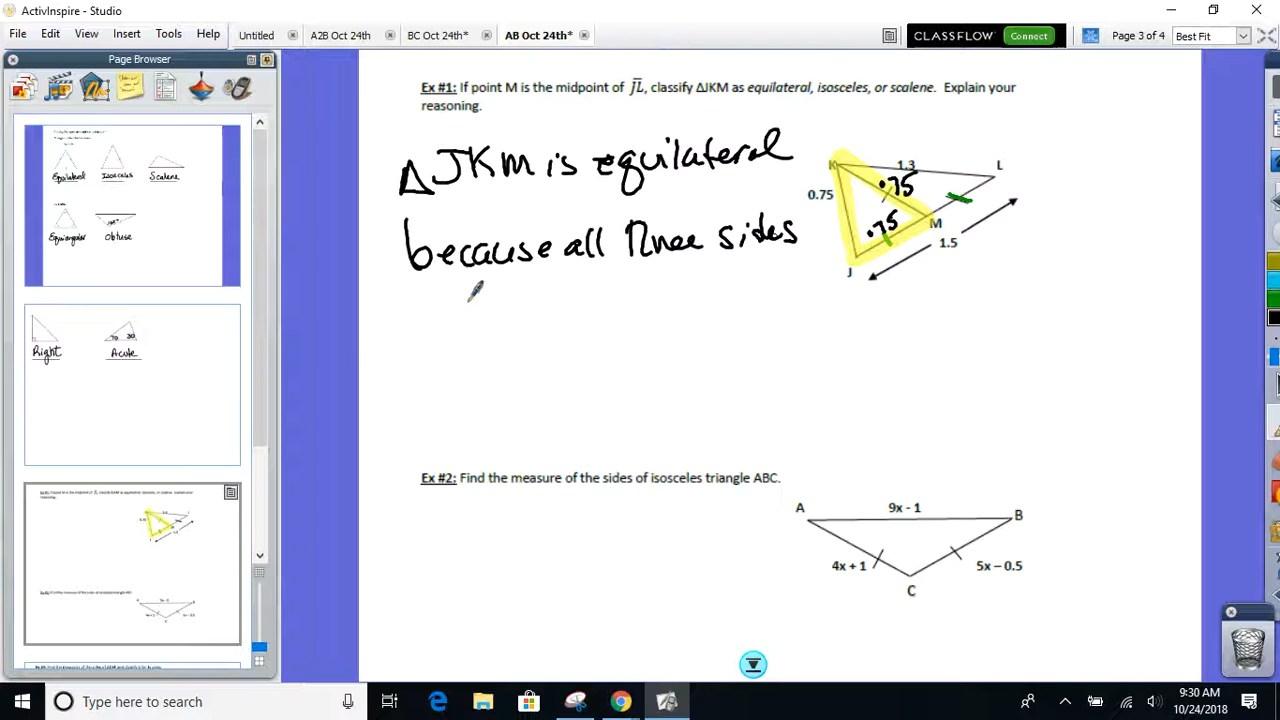 ActivInspire - Studio
File Edit View Insert Tools Help
Untitled
A2B Oct 24th*
BC Oct 24th*
AB Oct 24th*
CLASSFLOW
Connect
Page 3 of 4
Best Fit
Page Browser
Equilateral
Isosceles
Scalene
Equiangular
Obtuse
Right
70 30
Acute
Ex #1: If point M is the midpoint of JL, classify ΔJKM as equilateral, isosceles, or scalene. Explain your
reasoning.
ΔJKM is equilateral
because all three sides
K
1.3
L
0.75
.75
.75
M
1.5
J
Ex #2: Find the measure of the sides of isosceles triangle ABC.
A
9x - 1
B
4x + 1
5x – 0.5
C
Type here to search
9:30 AM
10/24/2018